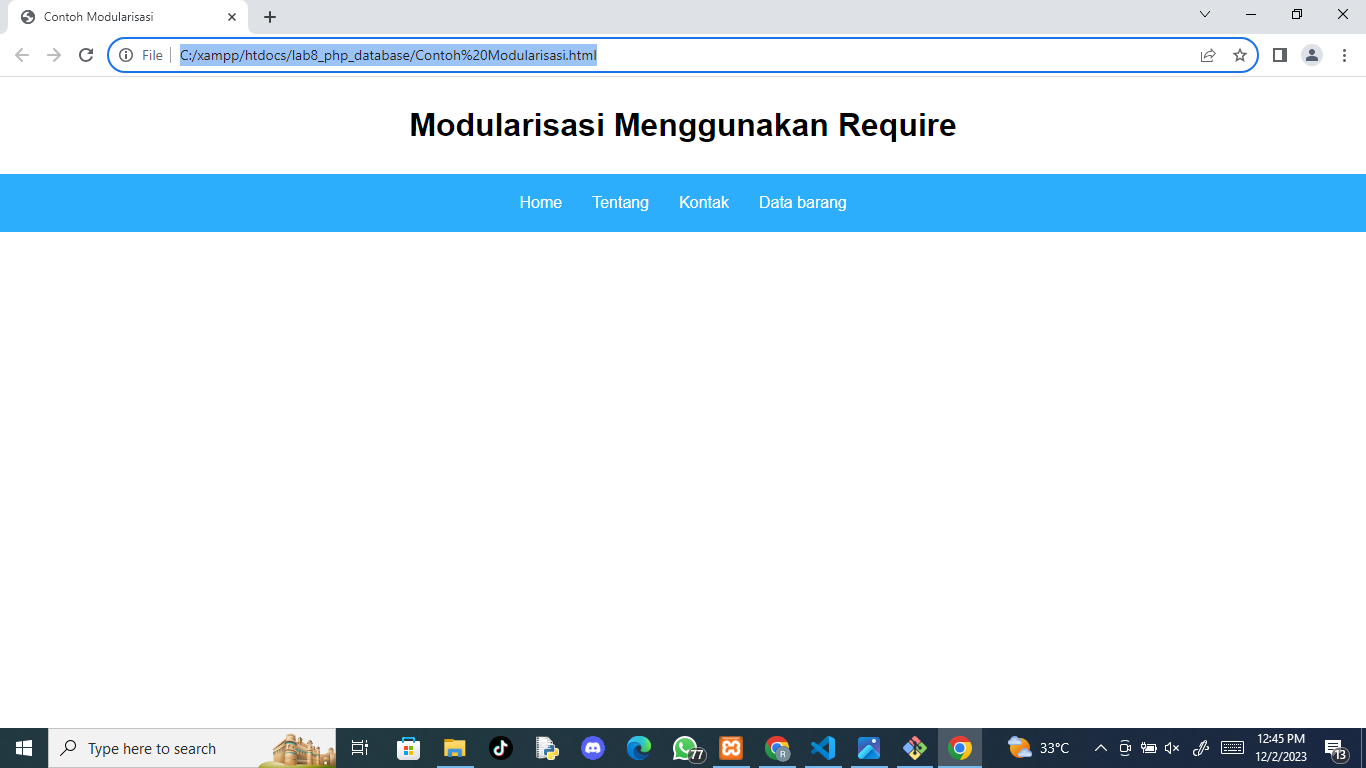 Contoh Modularisasi
File
C:/xampp/htdocs/lab8_php_database/Contoh%20Modularisasi.html
Modularisasi Menggunakan Require
Home Tentang Kontak Data barang
Type here to search
77
R
33°C
12:45 PM
12/2/2023
13